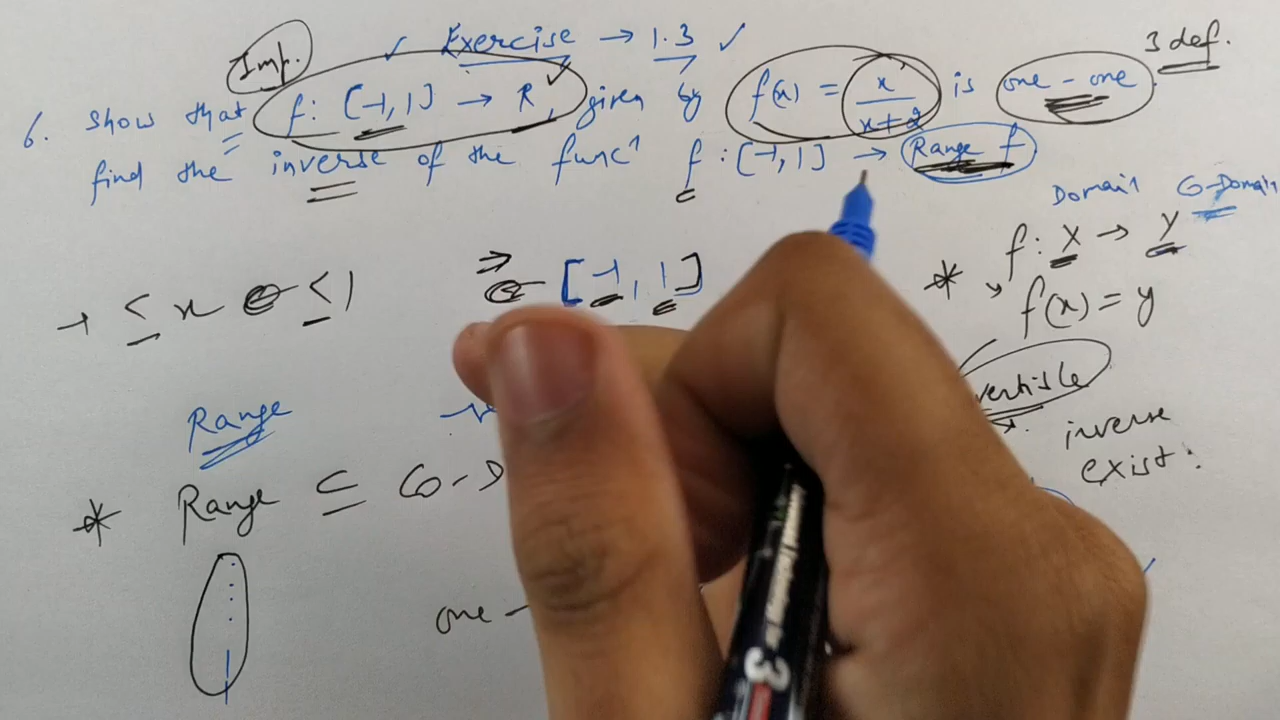 Imp. ✓ Exercise → 1.3 ✓
3 def.
6. Show that f: [-1,1] → R, given by f(x) = x/(x+2) is one-one.
find the inverse of the func^n f: [-1,1] → Range f
Domain Co-Domain
* f: X → Y
f(x) = y
-1 ≤ x ≤ 1
⇒ [-1, 1]
inverse
exist:
Range
* Range ⊆ Co-D
one -
3